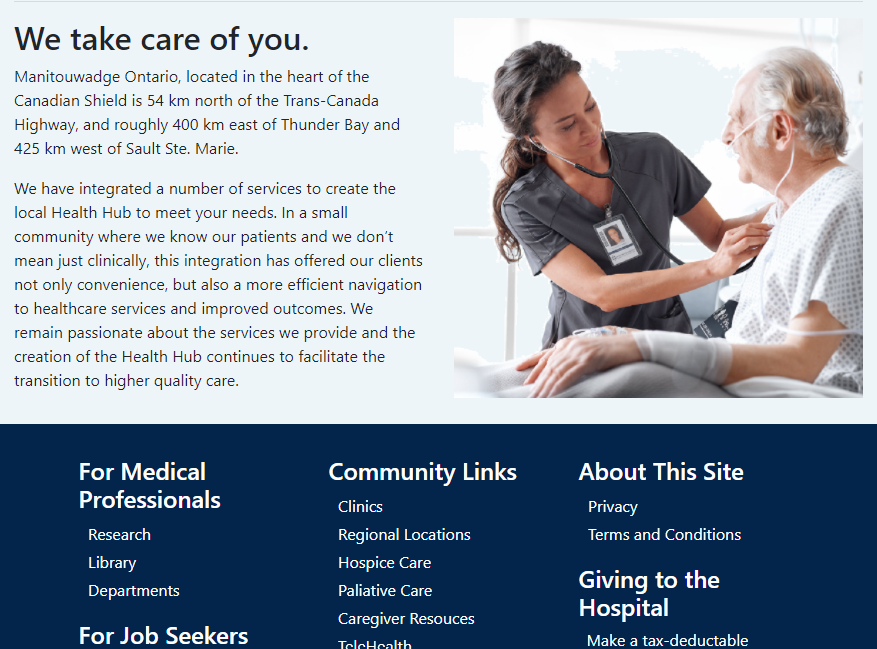 We take care of you.
Manitouwadge Ontario, located in the heart of the
Canadian Shield is 54 km north of the Trans-Canada
Highway, and roughly 400 km east of Thunder Bay and
425 km west of Sault Ste. Marie.
We have integrated a number of services to create the
local Health Hub to meet your needs. In a small
community where we know our patients and we don't
mean just clinically, this integration has offered our clients
not only convenience, but also a more efficient navigation
to healthcare services and improved outcomes. We
remain passionate about the services we provide and the
creation of the Health Hub continues to facilitate the
transition to higher quality care.
For Medical
Professionals
Research
Library
Departments
For Job Seekers
Community Links
Clinics
Regional Locations
Hospice Care
Paliative Care
Caregiver Resouces
TeleHealth
About This Site
Privacy
Terms and Conditions
Giving to the
Hospital
Make a tax-deductable